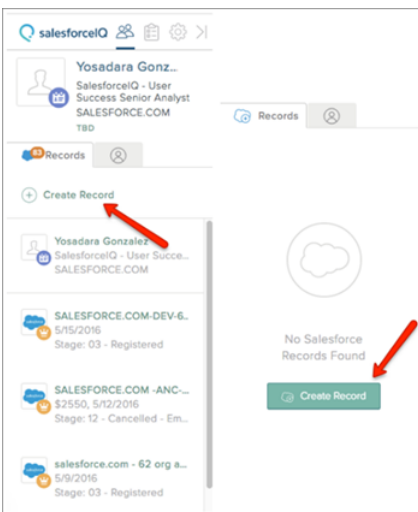 salesforceIQ
Yosadara Gonz...
SalesforceIQ - User
Success Senior Analyst
SALESFORCE.COM
TBD
83
Records
Create Record
Yosadara Gonzalez
SalesforceIQ - User Succe...
SALESFORCE.COM
SALESFORCE.COM-DEV-6..
5/15/2016
Stage: 03 - Registered
SALESFORCE.COM -ANC-...
$2550, 5/12/2016
Stage: 12 - Cancelled - Em...
salesforce.com - 62 org a...
5/9/2016
Stage: 03 - Registered
Records
No Salesforce
Records Found
Create Record